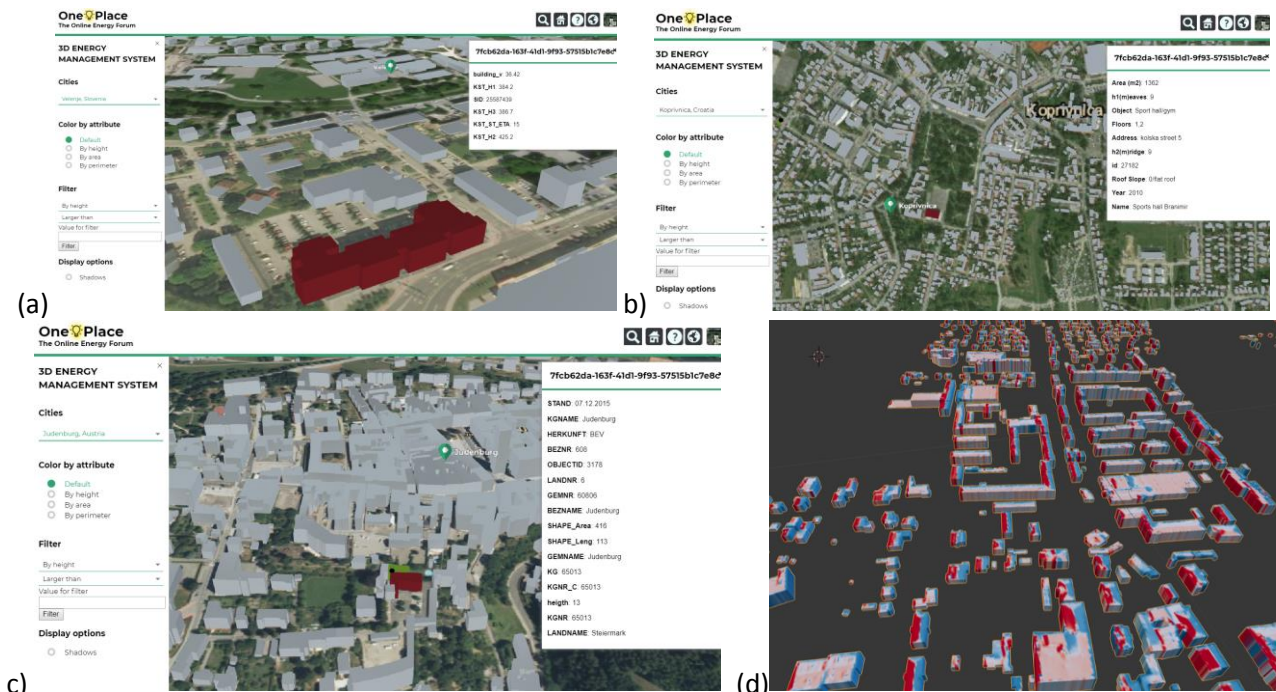 One Place
The Online Energy Forum
3D ENERGY
MANAGEMENT SYSTEM
×
Cities
Velenje, Slovenia
Color by attribute
Default
By height
By area
By perimeter
Filter
By height
Larger than
Value for filter
Filter
Display options
Shadows
7fcb62da-163f-41d1-9f93-57515b1c7e8c
building_v 38.42
KST_H1 384.2
KST_H3 386.7
KST_ST_ETA 15
KST_H2 425.2
(a)
One Place
The Online Energy Forum
3D ENERGY
MANAGEMENT SYSTEM
×
Cities
Koprivnica, Croatia
Color by attribute
Default
By height
By area
By perimeter
Filter
By height
Larger than
Value for filter
Filter
Display options
Shadows
Koprivnica
Koprivnica
7fcb62da-163f-41d1-9f93-57515b1c7e8c
Area (m2) 1362
h1(m)eaves 9
Object Sport hall/gym
Floors 1,2
Address kolska street 5
h2(m)ridge 9
id 27182
Roof Slope 0/flat roof
Year 2010
Name Sports hall Branimir
b)
One Place
The Online Energy Forum
3D ENERGY
MANAGEMENT SYSTEM
×
Cities
Judenburg, Austria
Color by attribute
Default
By height
By area
By perimeter
Filter
By height
Larger than
Value for filter
Filter
Display options
Shadows
Judenburg
7fcb62da-163f-41d1-9f93-57515b1c7e8c
STAND 07.12.2015
KGNAME Judenburg
HERKUNFT BEV
BEZNR 608
OBJECTID 3178
LANDNR 6
GEMNR 60806
BEZNAME Judenburg
SHAPE_Area 416
SHAPE_Leng 113
GEMNAME Judenburg
KG 65013
KGNR_C 65013
heigth 13
KGNR 65013
LANDNAME Steiermark
c)
(d)